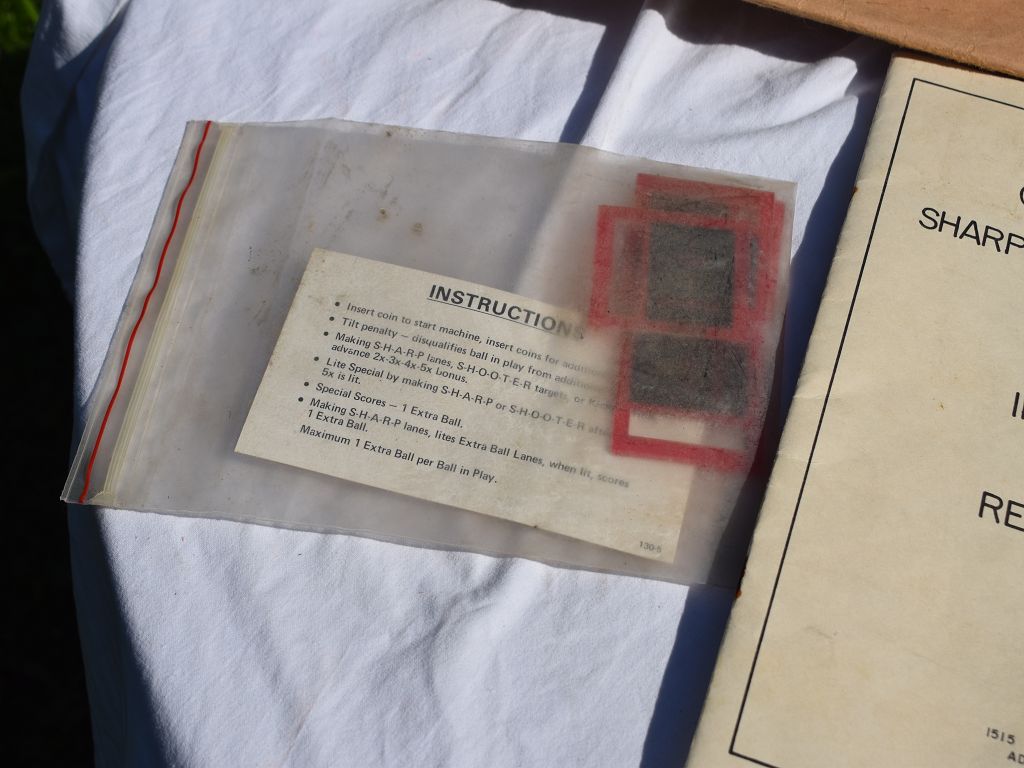 INSTRUCTIONS
• Insert coin to start machine, insert coins for
• Tilt penalty — disqualifies ball in play from
• Making S-H-A-R-P lanes, S-H-O-O-T-E-R targets, or
advance 2x-3x-4x-5x bonus.
• Lite Special by making S-H-A-R-P or S-H-O-O-T-E-R after
5x is lit.
• Special Scores — 1 Extra Ball.
• Making S-H-A-R-P lanes, lites Extra Ball Lanes, when lit, scores
1 Extra Ball.
Maximum 1 Extra Ball per Ball in Play.
130-5
SHARP
RE
1515
AD